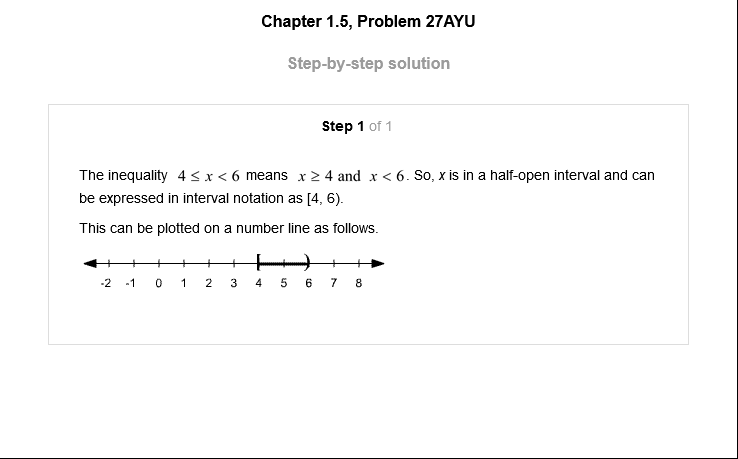 Chapter 1.5, Problem 27AYU
Step-by-step solution
Step 1 of 1
The inequality 4 ≤ x < 6 means x ≥ 4 and x < 6. So, x is in a half-open interval and can
be expressed in interval notation as [4, 6).
This can be plotted on a number line as follows.
[ )
-2 -1 0 1 2 3 4 5 6 7 8